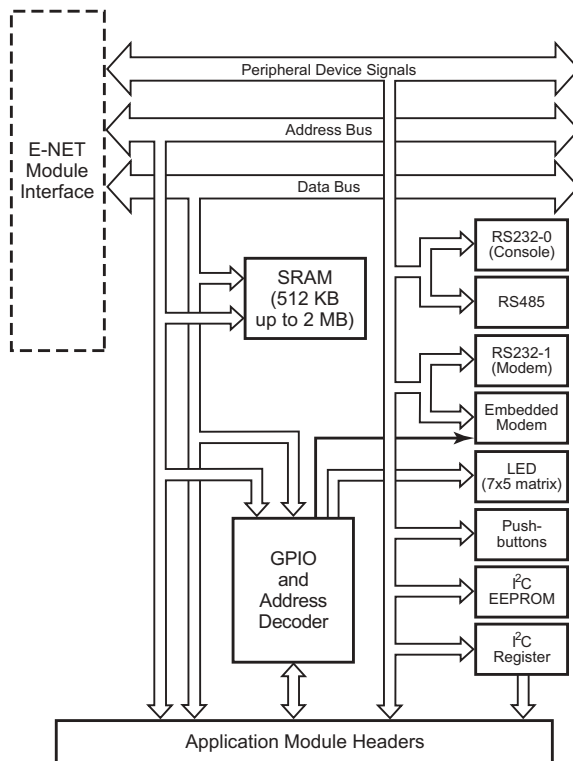 Peripheral Device Signals
Address Bus
Data Bus
E-NET
Module
Interface
SRAM
(512 KB
up to 2 MB)
RS232-0
(Console)
RS485
RS232-1
(Modem)
Embedded
Modem
LED
(7x5 matrix)
Push-
buttons
I²C
EEPROM
I²C
Register
GPIO
and
Address
Decoder
Application Module Headers